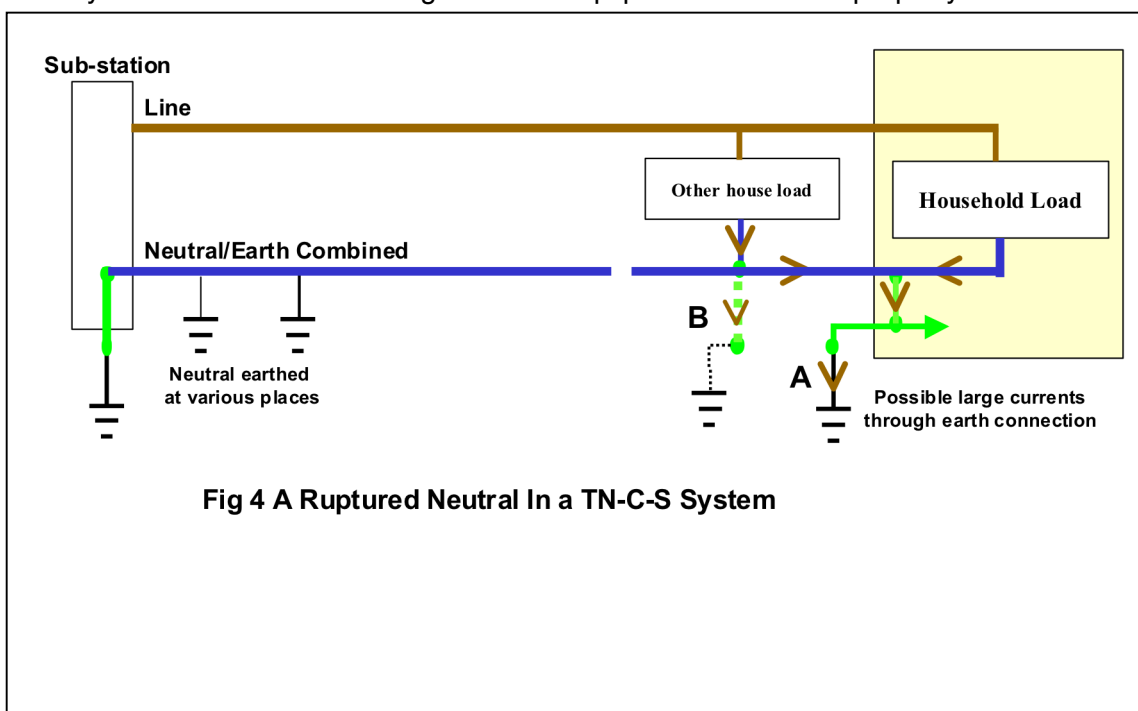 Sub-station
Line
Other house load
Household Load
Neutral/Earth Combined
B
A
Neutral earthed
at various places
Possible large currents
through earth connection
Fig 4 A Ruptured Neutral In a TN-C-S System